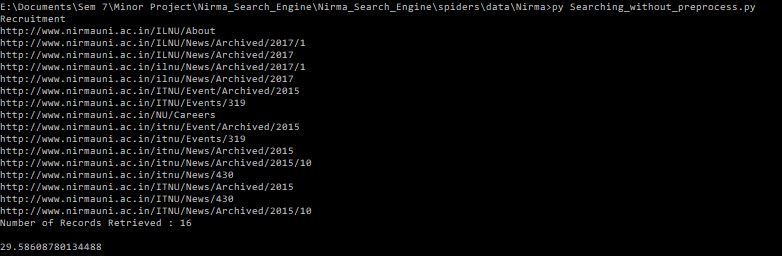 E:\Documents\Sem 7\Minor Project\Nirma_Search_Engine\Nirma_Search_Engine\spiders\data\Nirma>py Searching_without_preprocess.py
Recruitment
http://www.nirmauni.ac.in/ILNU/About
http://www.nirmauni.ac.in/ILNU/News/Archived/2017/1
http://www.nirmauni.ac.in/ILNU/News/Archived/2017
http://www.nirmauni.ac.in/ilnu/News/Archived/2017/1
http://www.nirmauni.ac.in/ilnu/News/Archived/2017
http://www.nirmauni.ac.in/ITNU/Event/Archived/2015
http://www.nirmauni.ac.in/ITNU/Events/319
http://www.nirmauni.ac.in/NU/Careers
http://www.nirmauni.ac.in/itnu/Event/Archived/2015
http://www.nirmauni.ac.in/itnu/Events/319
http://www.nirmauni.ac.in/itnu/News/Archived/2015
http://www.nirmauni.ac.in/itnu/News/Archived/2015/10
http://www.nirmauni.ac.in/itnu/News/430
http://www.nirmauni.ac.in/ITNU/News/Archived/2015
http://www.nirmauni.ac.in/ITNU/News/430
http://www.nirmauni.ac.in/ITNU/News/Archived/2015/10
Number of Records Retrieved : 16
29.58608780134488